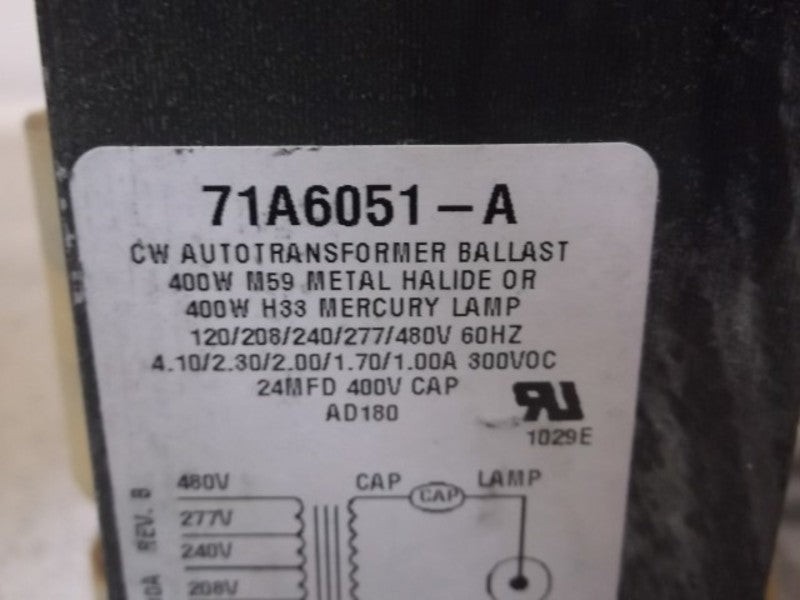 71A6051-A
CW AUTOTRANSFORMER BALLAST
400W M59 METAL HALIDE OR
400W H33 MERCURY LAMP
120/208/240/277/480V 60HZ
4.10/2.30/2.00/1.70/1.00A 300VOC
24MFD 400V CAP
AD180
1029E
480V
277V
240V
208V
CAP
LAMP
CAP
REV. B